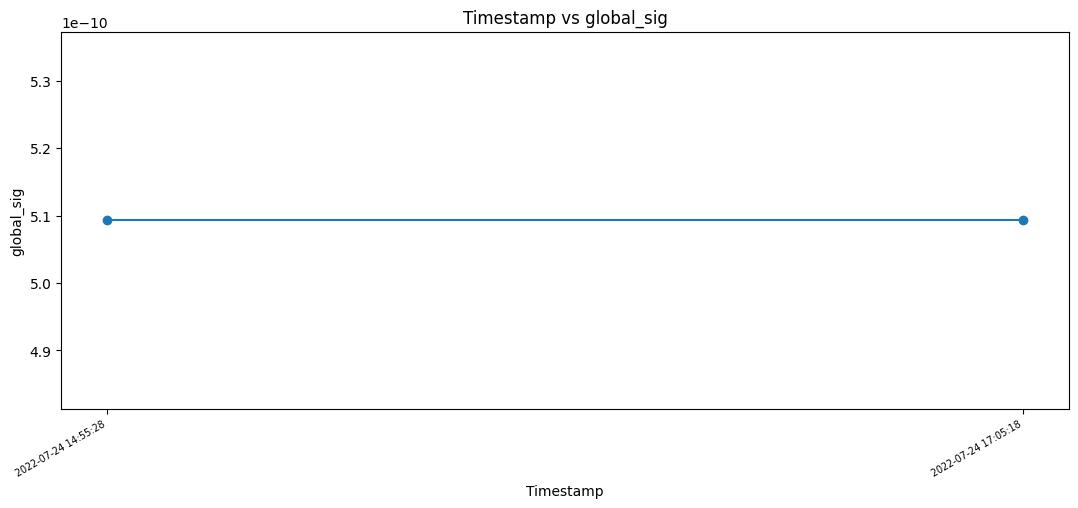 Timestamp vs global_sig
1e−10
5.3
5.2
5.1
5.0
4.9
global_sig
2022-07-24 14:55:28
2022-07-24 17:05:18
Timestamp